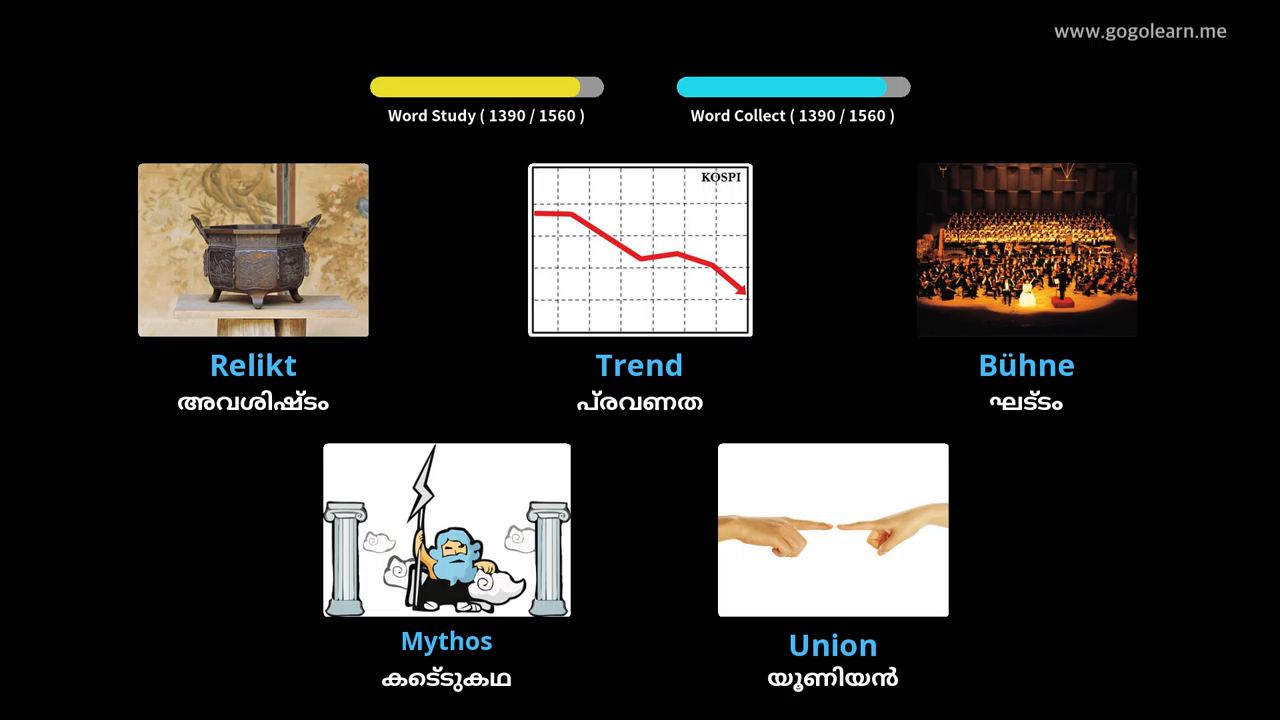 www.gogolearn.me
Word Study ( 1390 / 1560 )
Word Collect ( 1390 / 1560 )
KOSPI
Relikt
അവശിഷ്ടം
Trend
പ്രവണത
Bühne
ഘട്ടം
Mythos
കെട്ടുകഥ
Union
യൂണിയൻ